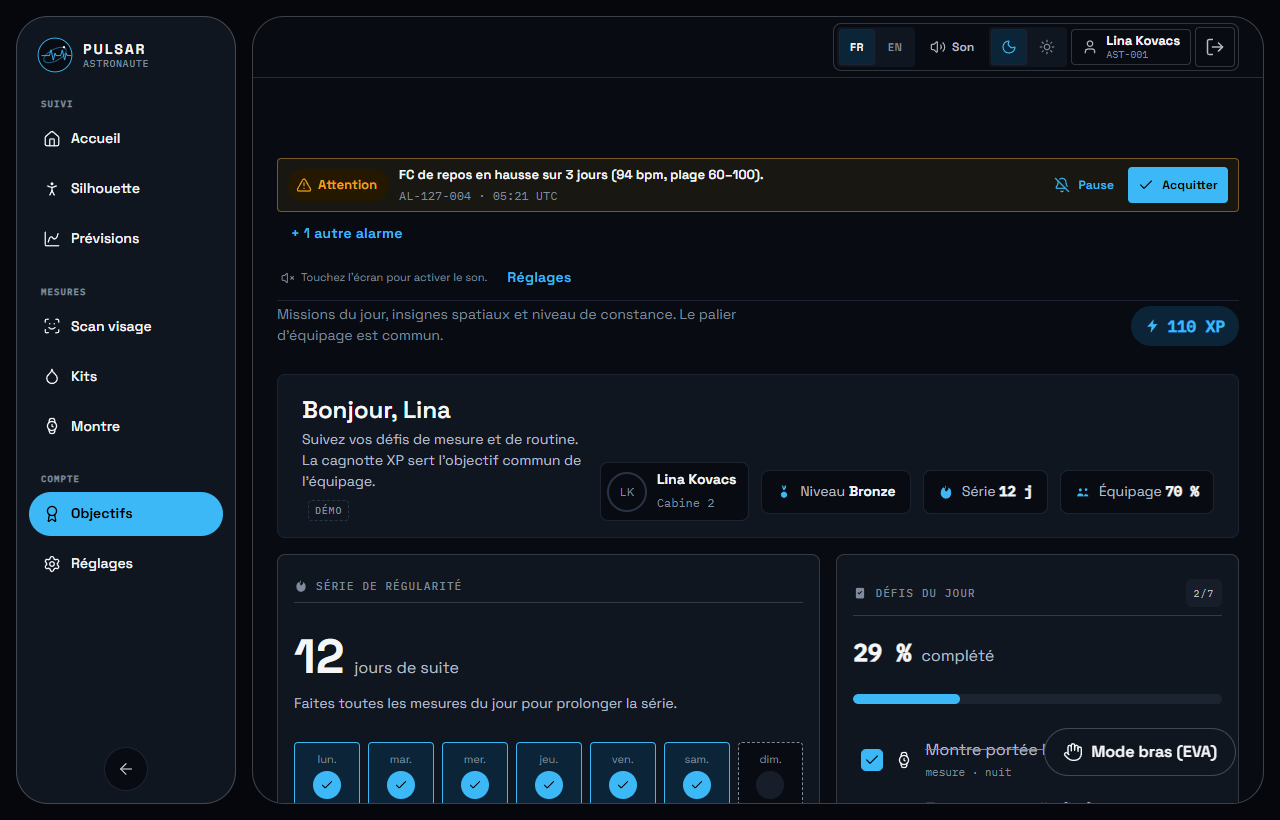 PULSAR
ASTRONAUTE
SUIVI
Accueil
Silhouette
Prévisions
MESURES
Scan visage
Kits
Montre
COMPTE
Objectifs
Réglages
FR EN Son Lina Kovacs
AST-001
Attention
FC de repos en hausse sur 3 jours (94 bpm, plage 60–100).
AL-127-004 · 05:21 UTC
Pause
Acquitter
+ 1 autre alarme
Touchez l'écran pour activer le son. Réglages
Missions du jour, insignes spatiaux et niveau de constance. Le palier
d'équipage est commun.
110 XP
Bonjour, Lina
Suivez vos défis de mesure et de routine.
La cagnotte XP sert l'objectif commun de
l'équipage.
DÉMO
LK
Lina Kovacs
Cabine 2
Niveau Bronze
Série 12 j
Équipage 70 %
SÉRIE DE RÉGULARITÉ
12 jours de suite
Faites toutes les mesures du jour pour prolonger la série.
lun. mar. mer. jeu. ven. sam. dim.
DÉFIS DU JOUR 2/7
29 % complété
Montre portée
mesure · nuit
Mode bras (EVA)